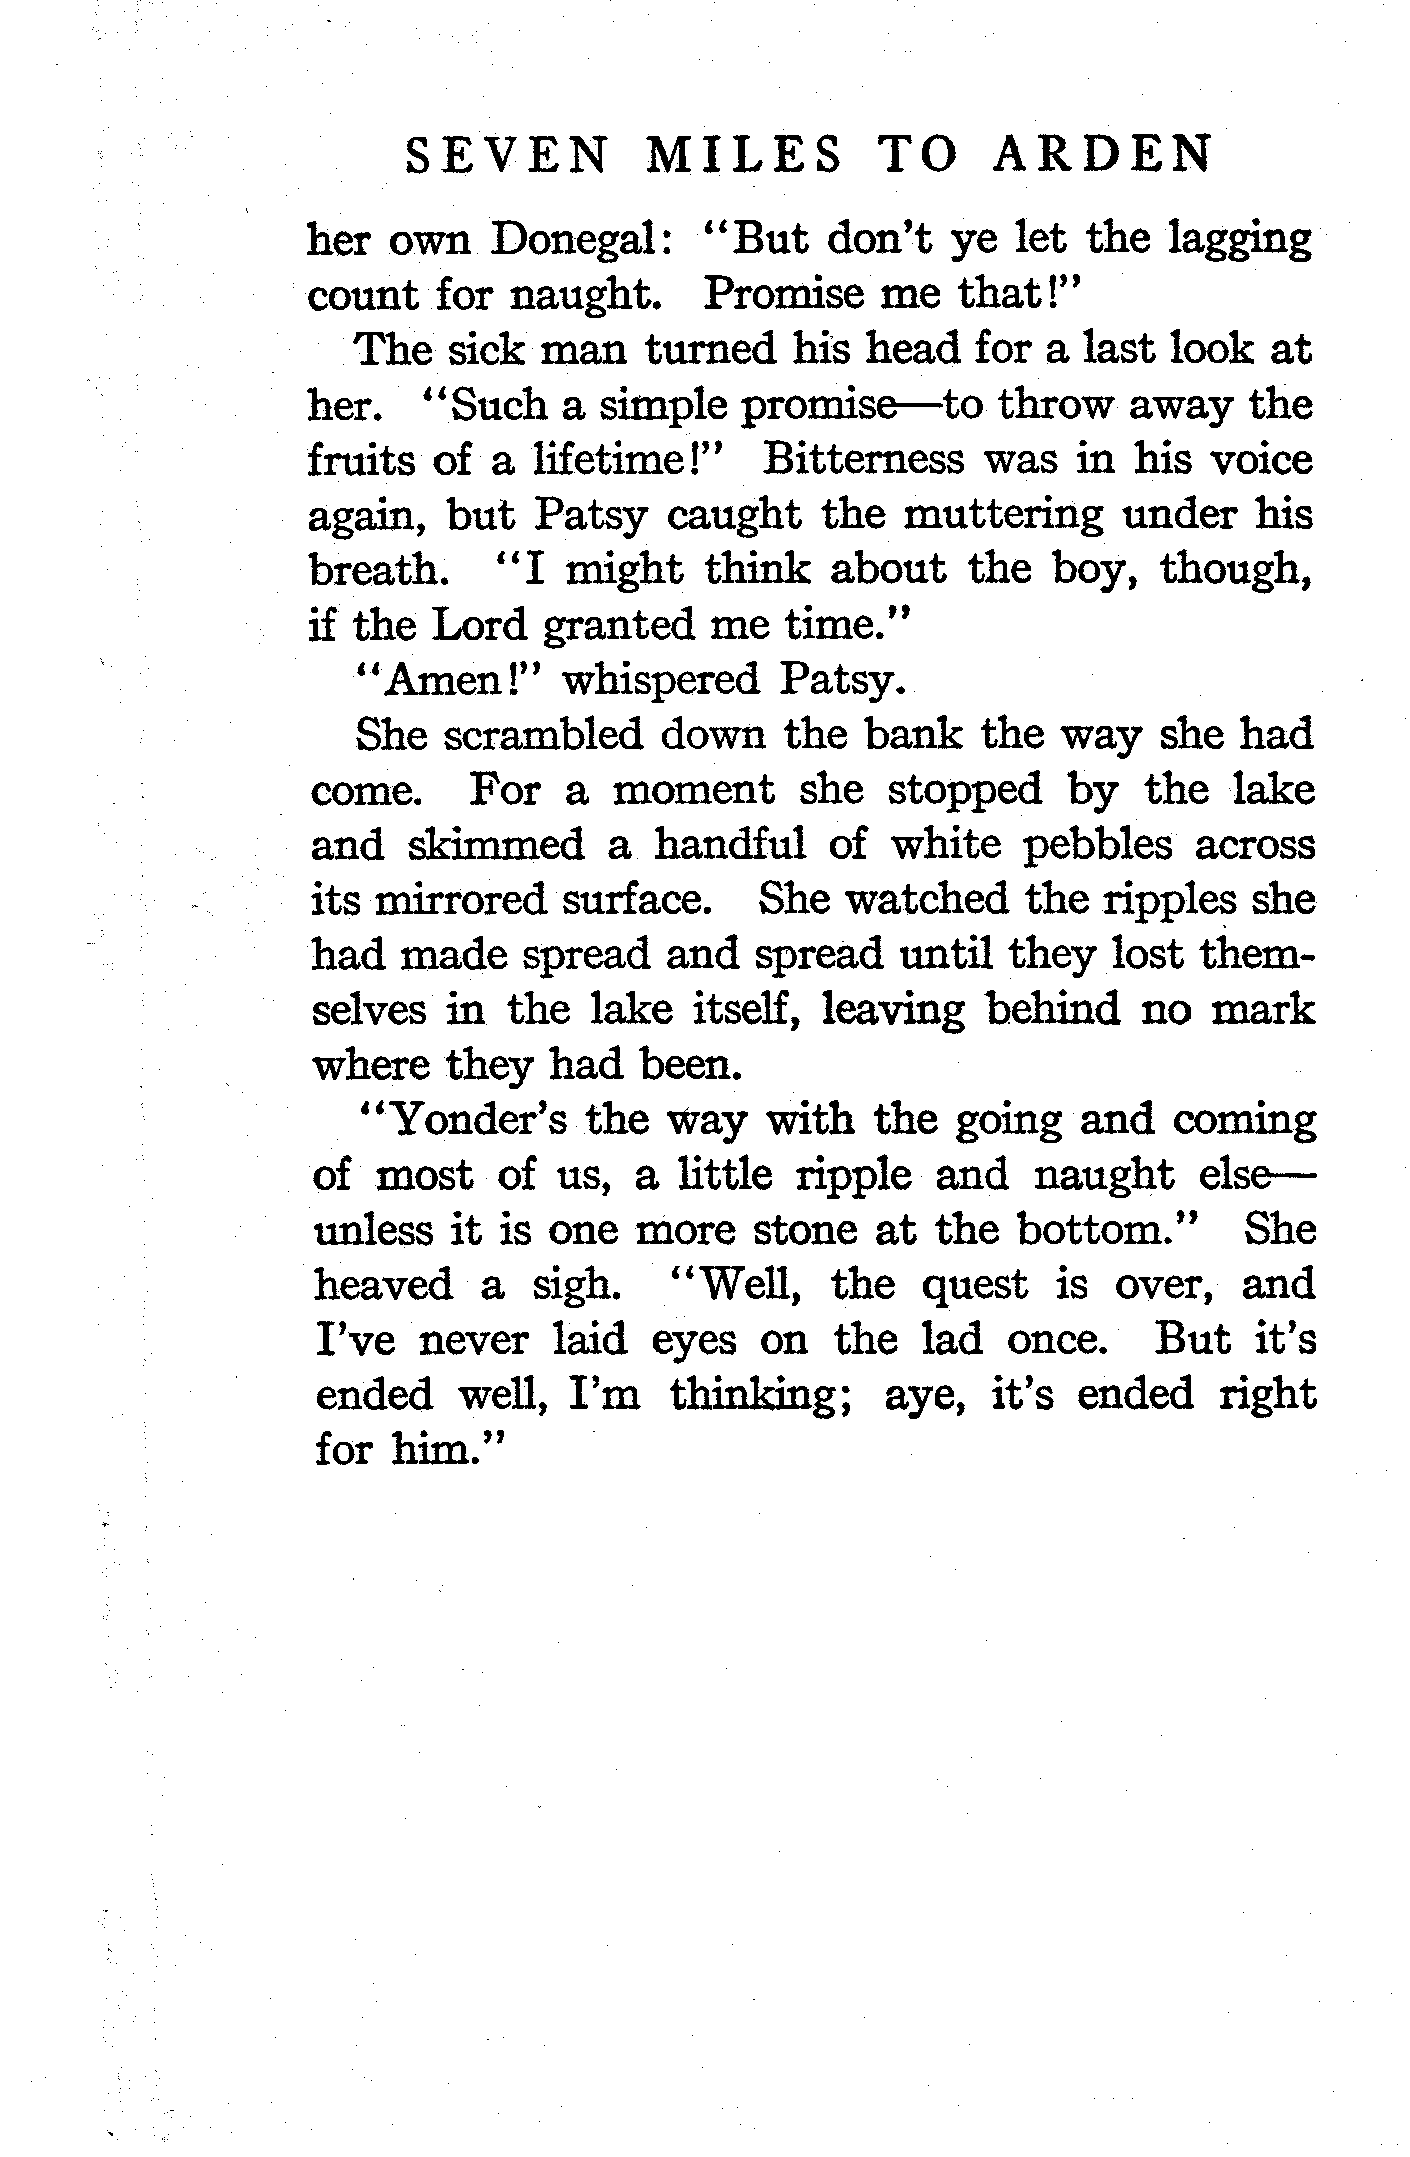 SEVEN MILES TO ARDEN
her own Donegal: "But don't ye let the lagging
count for naught. Promise me that!"
The sick man turned his head for a last look at
her. "Such a simple promise—to throw away the
fruits of a lifetime!" Bitterness was in his voice
again, but Patsy caught the muttering under his
breath. "I might think about the boy, though,
if the Lord granted me time."
"Amen!" whispered Patsy.
She scrambled down the bank the way she had
come. For a moment she stopped by the lake
and skimmed a handful of white pebbles across
its mirrored surface. She watched the ripples she
had made spread and spread until they lost them-
selves in the lake itself, leaving behind no mark
where they had been.
"Yonder's the way with the going and coming
of most of us, a little ripple and naught else—
unless it is one more stone at the bottom." She
heaved a sigh. "Well, the quest is over, and
I've never laid eyes on the lad once. But it's
ended well, I'm thinking; aye, it's ended right
for him."